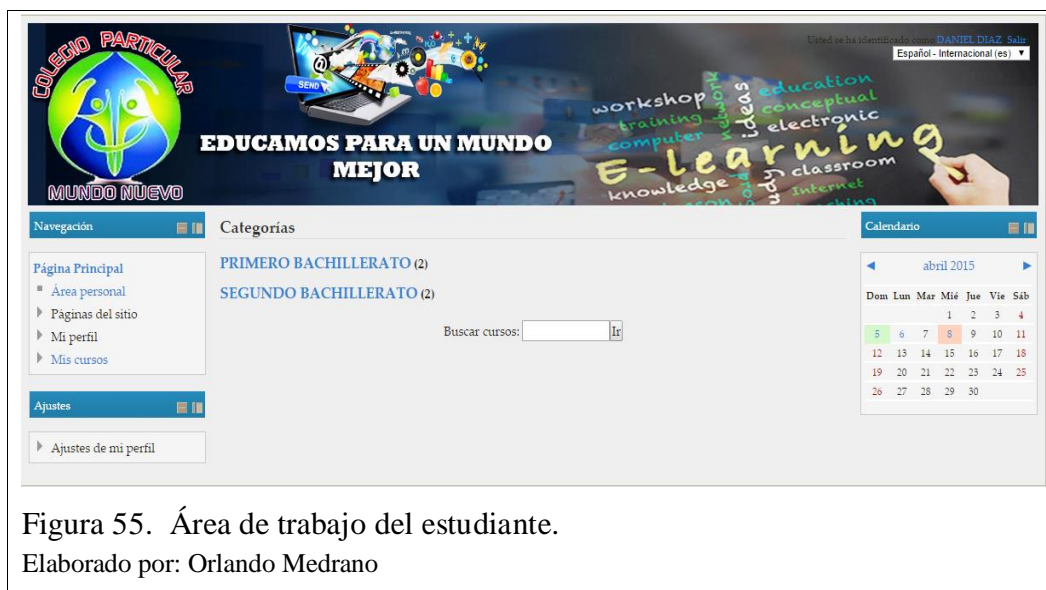 COLEGIO PARTICULAR
MUNDO NUEVO
@
SEND
EDUCAMOS PARA UN MUNDO
MEJOR
Usted se ha identificado como DANIEL DIAZ Salir
Español - Internacional (es)
workshop
network
ideas
education
training
conceptual
computer
electronic
E-learning
knowledge
classroom
Internet
Navegación
Página Principal
Área personal
Páginas del sitio
Mi perfil
Mis cursos
Ajustes
Ajustes de mi perfil
Categorías
PRIMERO BACHILLERATO (2)
SEGUNDO BACHILLERATO (2)
Buscar cursos: Ir
Calendario
abril 2015
Dom Lun Mar Mié Jue Vie Sáb
1 2 3 4
5 6 7 8 9 10 11
12 13 14 15 16 17 18
19 20 21 22 23 24 25
26 27 28 29 30
Figura 55. Área de trabajo del estudiante.
Elaborado por: Orlando Medrano